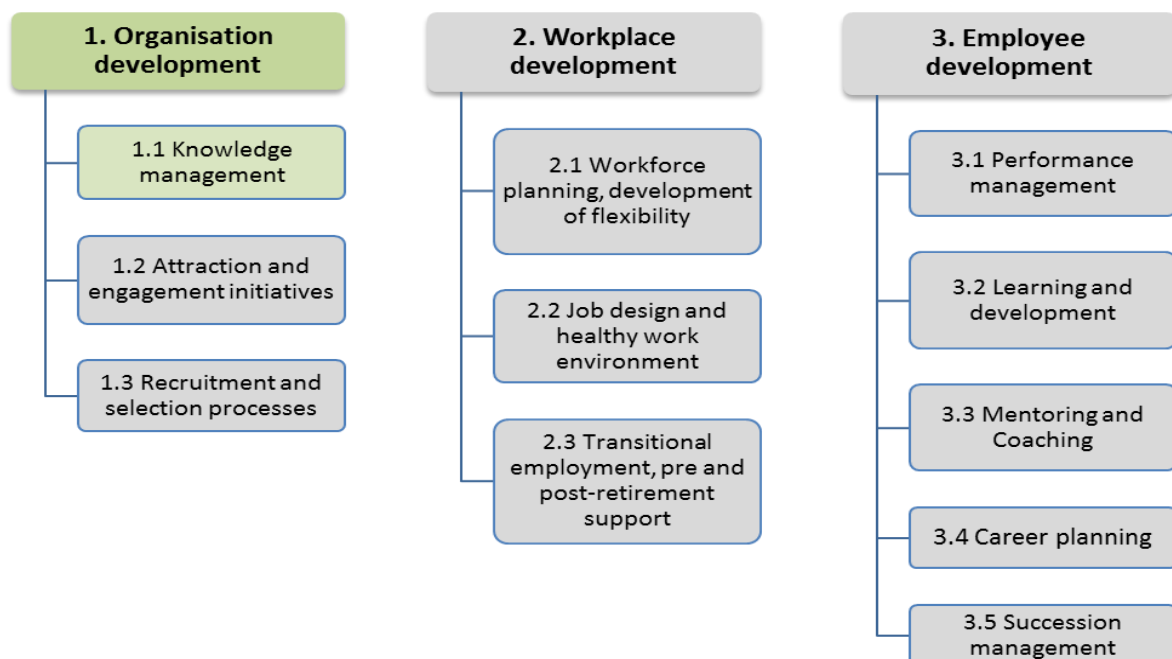 1. Organisation
development
1.1 Knowledge
management
1.2 Attraction and
engagement initiatives
1.3 Recruitment and
selection processes
2. Workplace
development
2.1 Workforce
planning, development
of flexibility
2.2 Job design and
healthy work
environment
2.3 Transitional
employment, pre and
post-retirement
support
3. Employee
development
3.1 Performance
management
3.2 Learning and
development
3.3 Mentoring and
Coaching
3.4 Career planning
3.5 Succession
management